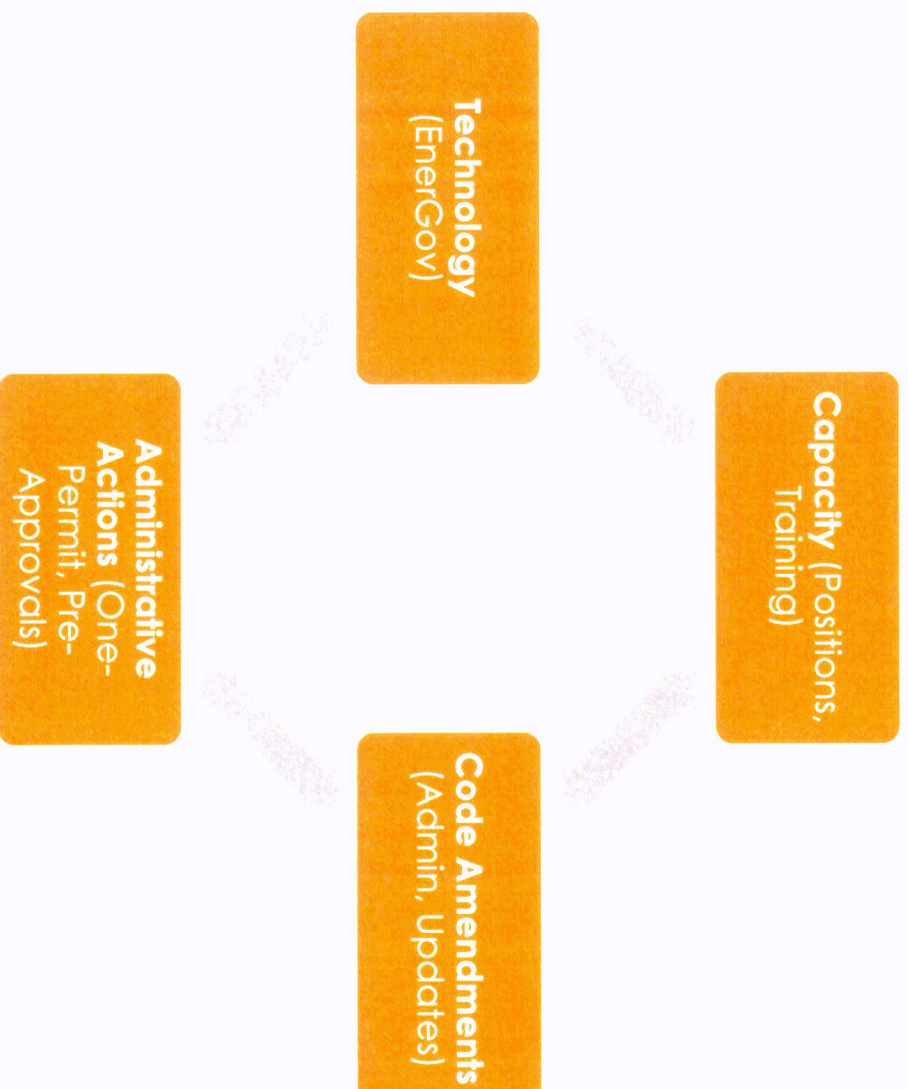 Capacity (Positions,
Training)
Technology
(EnerGov)
Code Amendments
(Admin, Updates)
Administrative
Actions (One-
Permit, Pre-
Approvals)